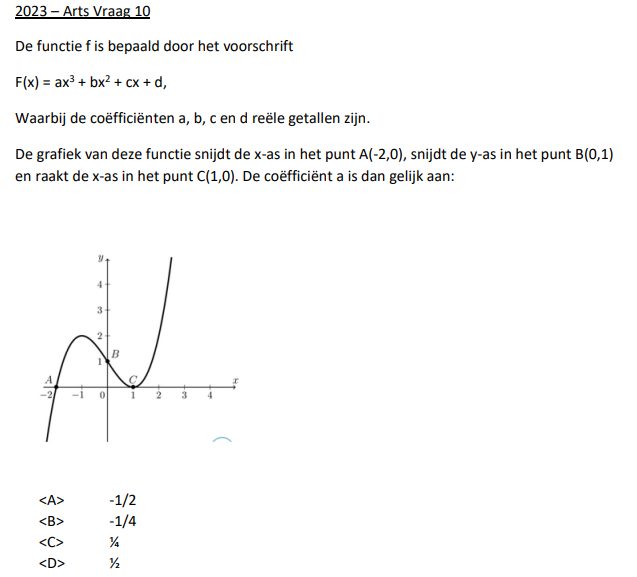 2023 – Arts Vraag 10
De functie f is bepaald door het voorschrift
F(x) = ax³ + bx² + cx + d,
Waarbij de coëfficiënten a, b, c en d reële getallen zijn.
De grafiek van deze functie snijdt de x-as in het punt A(-2,0), snijdt de y-as in het punt B(0,1)
en raakt de x-as in het punt C(1,0). De coëfficiënt a is dan gelijk aan:
y
4
3
2
1 B
A C x
-2 -1 0 1 2 3 4
<A> -1/2
<B> -1/4
<C> ¼
<D> ½